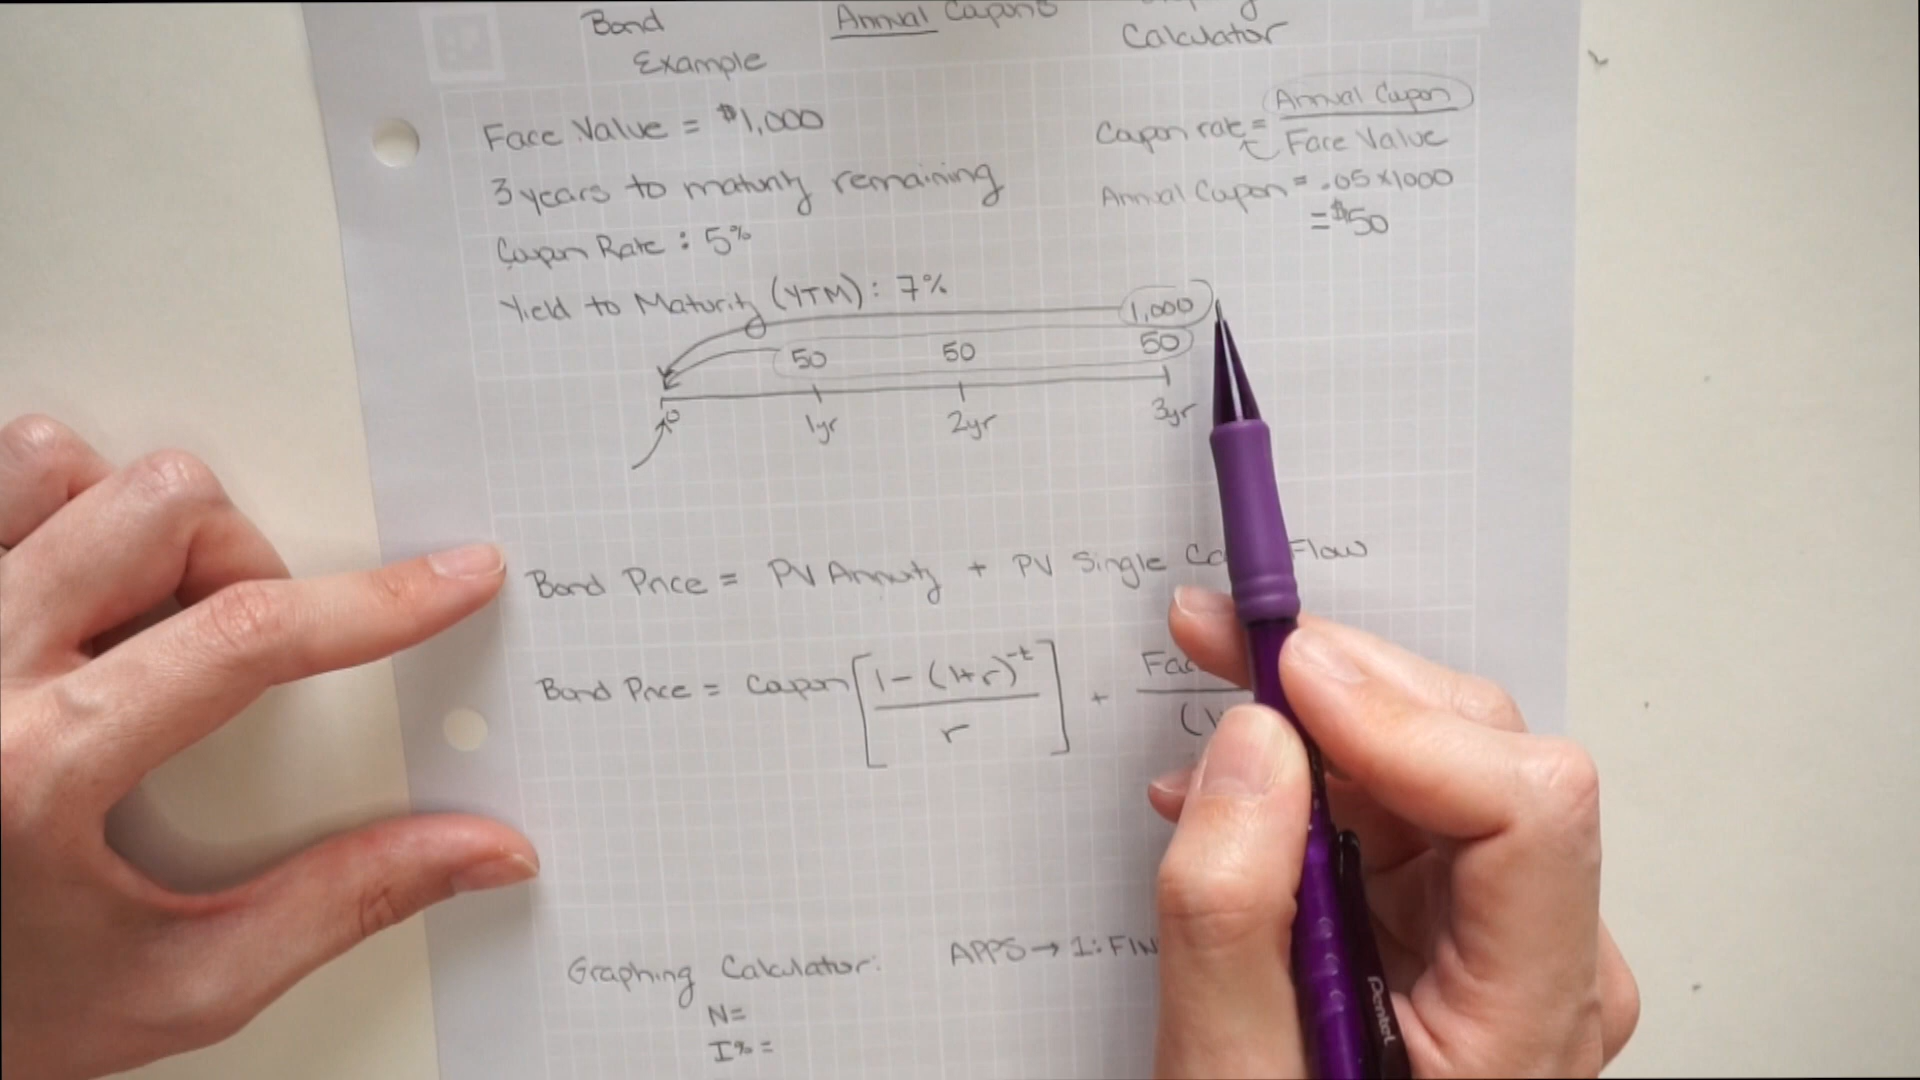 Bond
Example
Annual Coupons
Calculator
Face Value = $1,000
3 years to maturity remaining
Coupon Rate : 5%
Yield to Maturity (YTM) : 7%
Coupon rate = Annual Coupon
Face Value
Annual Coupon = .05 x 1000
= $50
1,000
50 50 50
0 1yr 2yr 3yr
Bond Price = PV Annuity + PV Single Flow
Bond Price = Coupon [ 1 - (1+r)^-t
r ] +
Graphing Calculator: APPS → 1: FIN
N=
I% =
Pentel